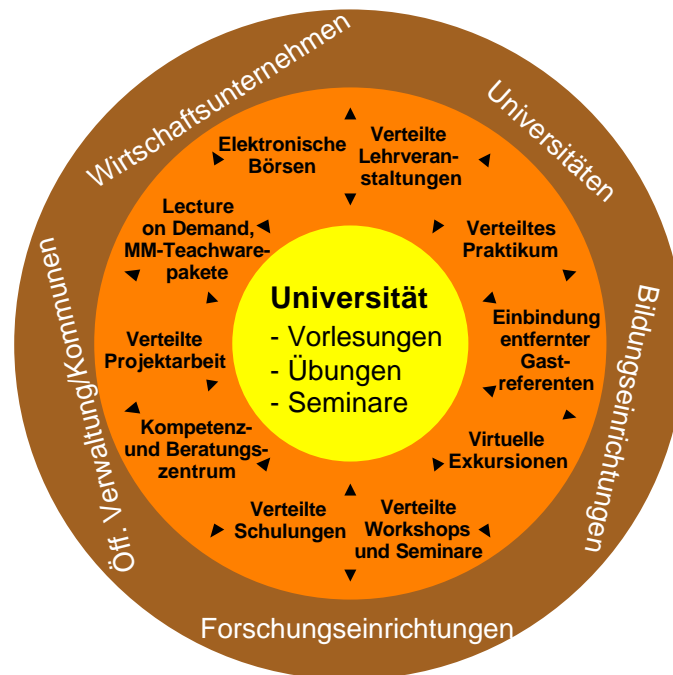 Wirtschaftsunternehmen
Universitäten
Elektronische
Börsen
Verteilte
Lehrveran-
staltungen
Lecture
on Demand,
MM-Teachware-
pakete
Verteiltes
Praktikum
Universität
- Vorlesungen
- Übungen
- Seminare
Verteilte
Projektarbeit
Einbindung
entfernter
Gast-
referenten
Kompetenz-
und Beratungs-
zentrum
Virtuelle
Exkursionen
Verteilte
Schulungen
Verteilte
Workshops
und Seminare
Öff. Verwaltung/Kommunen
Bildungseinrichtungen
Forschungseinrichtungen